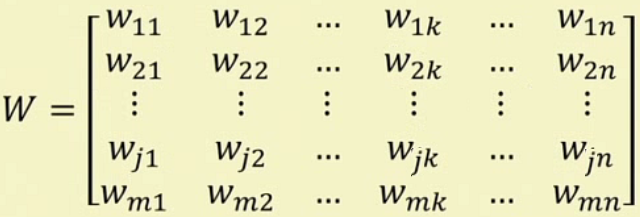 w₁₁ w₁₂ ... w₁ₖ ... w₁ₙ
w₂₁ w₂₂ ... w₂ₖ ... w₂ₙ
W = ⋮ ⋮ ⋮ ⋮ ⋮ ⋮
wⱼ₁ wⱼ₂ ... wⱼₖ ... wⱼₙ
wₘ₁ wₘ₂ ... wₘₖ ... wₘₙ